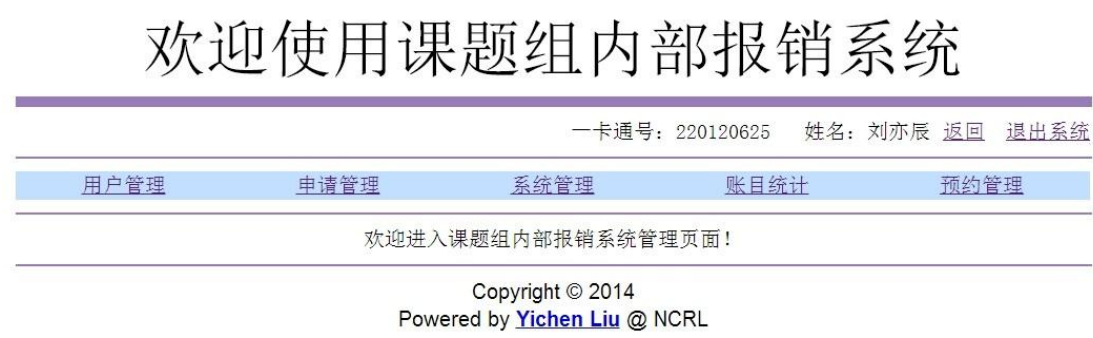 欢迎使用课题组内部报销系统
一卡通号：220120625 姓名：刘亦辰 返回 退出系统
用户管理 申请管理 系统管理 账目统计 预约管理
欢迎进入课题组内部报销系统管理页面！
Copyright © 2014
Powered by Yichen Liu @ NCRL